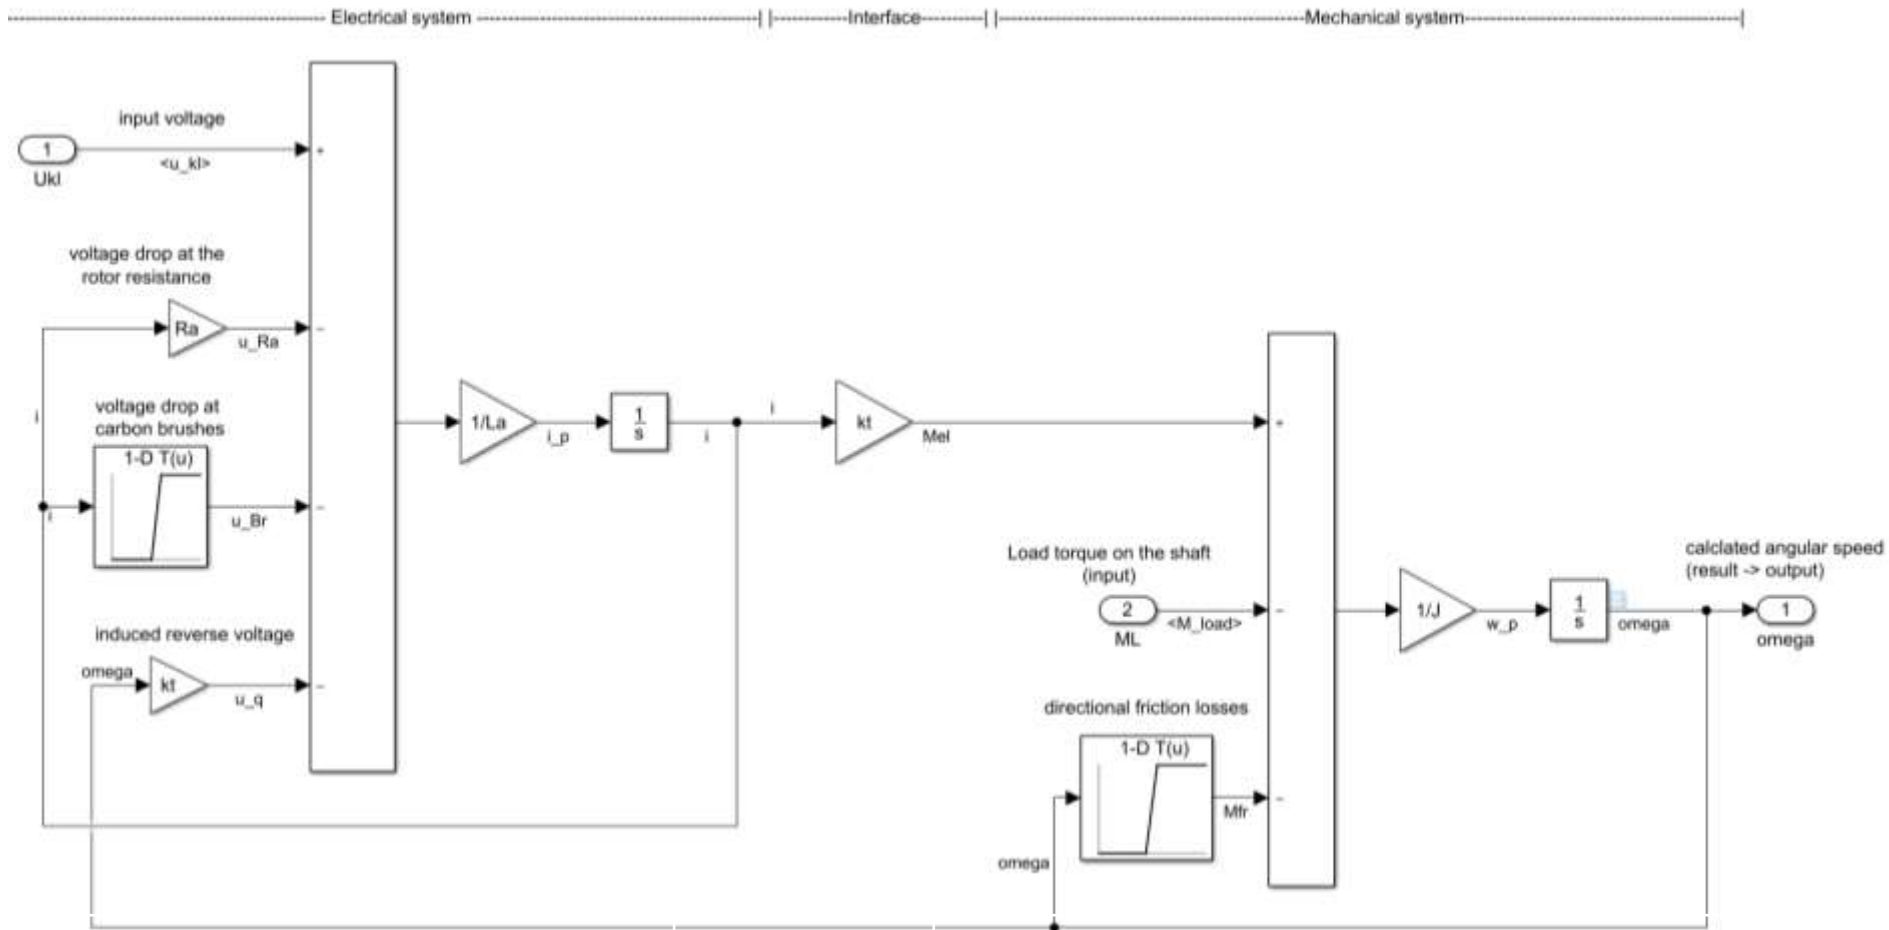 Electrical system
Interface
Mechanical system
input voltage
1
<u_kl>
Ukl
+
voltage drop at the
rotor resistance
Ra
u_Ra
-
i
voltage drop at
carbon brushes
1-D T(u)
i
u_Br
-
induced reverse voltage
omega
kt
u_q
-
1/La
i_p
1
s
i
i
kt
Mel
+
Load torque on the shaft
(input)
2
<M_load>
ML
-
directional friction losses
1-D T(u)
Mfr
-
omega
1/J
w_p
1
s
omega
calclated angular speed
(result -> output)
1
omega